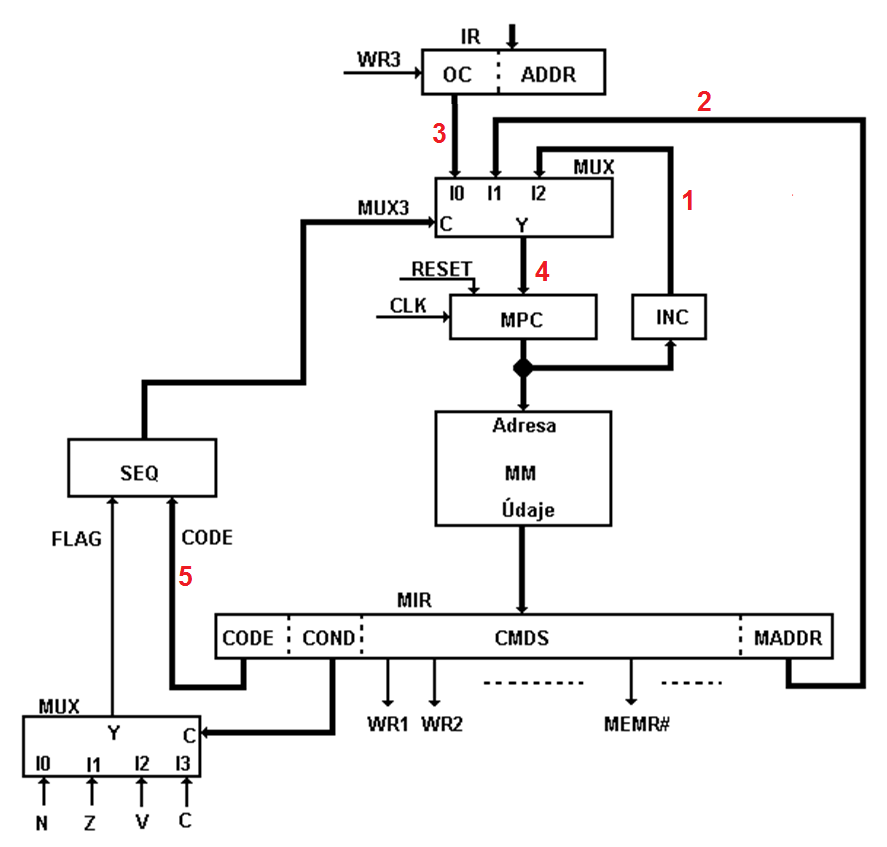 IR
WR3
OC ADDR
2
3
MUX
I0 I1 I2
1
MUX3
C Y
RESET
4
CLK
MPC
INC
Adresa
MM
Údaje
SEQ
FLAG
CODE
5
MIR
CODE COND CMDS MADDR
MUX
WR1 WR2 MEMR#
Y C
I0 I1 I2 I3
N Z V C